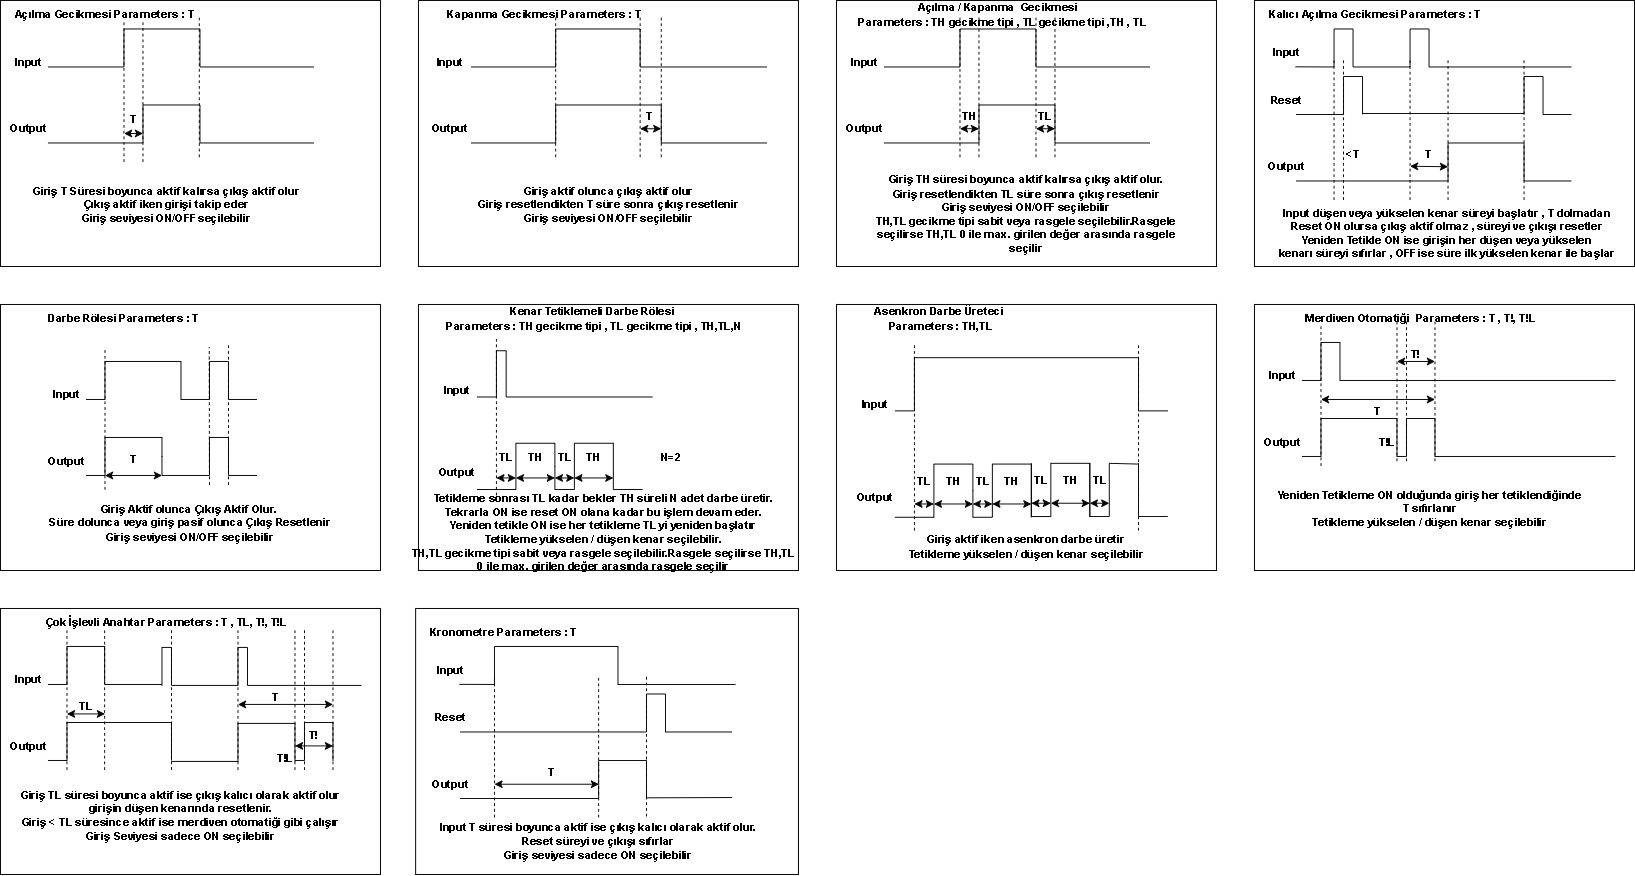 Açılma Gecikmesi Parameters : T
Input
T
Output
Giriş T Süresi boyunca aktif kalırsa çıkış aktif olur
Çıkış aktif iken girişi takip eder
Giriş seviyesi ON/OFF seçilebilir
Kapanma Gecikmesi Parameters : T
Input
T
Output
Giriş aktif olunca çıkış aktif olur
Giriş resetlendikten T süre sonra çıkış resetlenir
Giriş seviyesi ON/OFF seçilebilir
Açılma / Kapanma Gecikmesi
Parameters : TH gecikme tipi , TL gecikme tipi ,TH , TL
Input
TH
TL
Output
Giriş TH süresi boyunca aktif kalırsa çıkış aktif olur.
Giriş resetlendikten TL süre sonra çıkış resetlenir
Giriş seviyesi ON/OFF seçilebilir
TH,TL gecikme tipi sabit veya rasgele seçilebilir.Rasgele
seçilirse TH,TL 0 ile max. girilen değer arasında rasgele
seçilir
Kalıcı Açılma Gecikmesi Parameters : T
Input
Reset
< T
T
Output
Input düşen veya yükselen kenar süreyi başlatır , T dolmadan
Reset ON olursa çıkış aktif olmaz , süreyi ve çıkışı resetler
Yeniden Tetikle ON ise girişin her düşen veya yükselen
kenarı süreyi sıfırlar , OFF ise süre ilk yükselen kenar ile başlar
Darbe Rölesi Parameters : T
Input
Output
T
Giriş Aktif olunca Çıkış Aktif Olur.
Süre dolunca veya giriş pasif olunca Çıkış Resetlenir
Giriş seviyesi ON/OFF seçilebilir
Kenar Tetiklemeli Darbe Rölesi
Parameters : TH gecikme tipi , TL gecikme tipi , TH,TL,N
Input
TL
TH
TL
TH
N=2
Output
Tetikleme sonrası TL kadar bekler TH süreli N adet darbe üretir.
Tekrarla ON ise reset ON olana kadar bu işlem devam eder.
Yeniden tetikle ON ise her tetikleme TL yi yeniden başlatır
Tetikleme yükselen / düşen kenar seçilebilir.
TH,TL gecikme tipi sabit veya rasgele seçilebilir.Rasgele seçilirse TH,TL
0 ile max. girilen değer arasında rasgele seçilir
Asenkron Darbe Üreteci
Parameters : TH,TL
Input
TL
TH
TL
TH
TL
TH
TL
Output
Giriş aktif iken asenkron darbe üretir
Tetikleme yükselen / düşen kenar seçilebilir
Merdiven Otomatiği Parameters : T , T!, T!L
T!
Input
T
Output
T!L
Yeniden Tetikleme ON olduğunda giriş her tetiklendiğinde
T sıfırlanır
Tetikleme yükselen / düşen kenar seçilebilir
Çok İşlevli Anahtar Parameters : T , TL, T!, T!L
Input
TL
T
Output
T!
T!L
Giriş TL süresi boyunca aktif ise çıkış kalıcı olarak aktif olur
girişin düşen kenarında resetlenir.
Giriş < TL süresince aktif ise merdiven otomatiği gibi çalışır
Giriş Seviyesi sadece ON seçilebilir
Kronometre Parameters : T
Input
Reset
T
Output
Input T süresi boyunca aktif ise çıkış kalıcı olarak aktif olur.
Reset süreyi ve çıkışı sıfırlar
Giriş seviyesi sadece ON seçilebilir